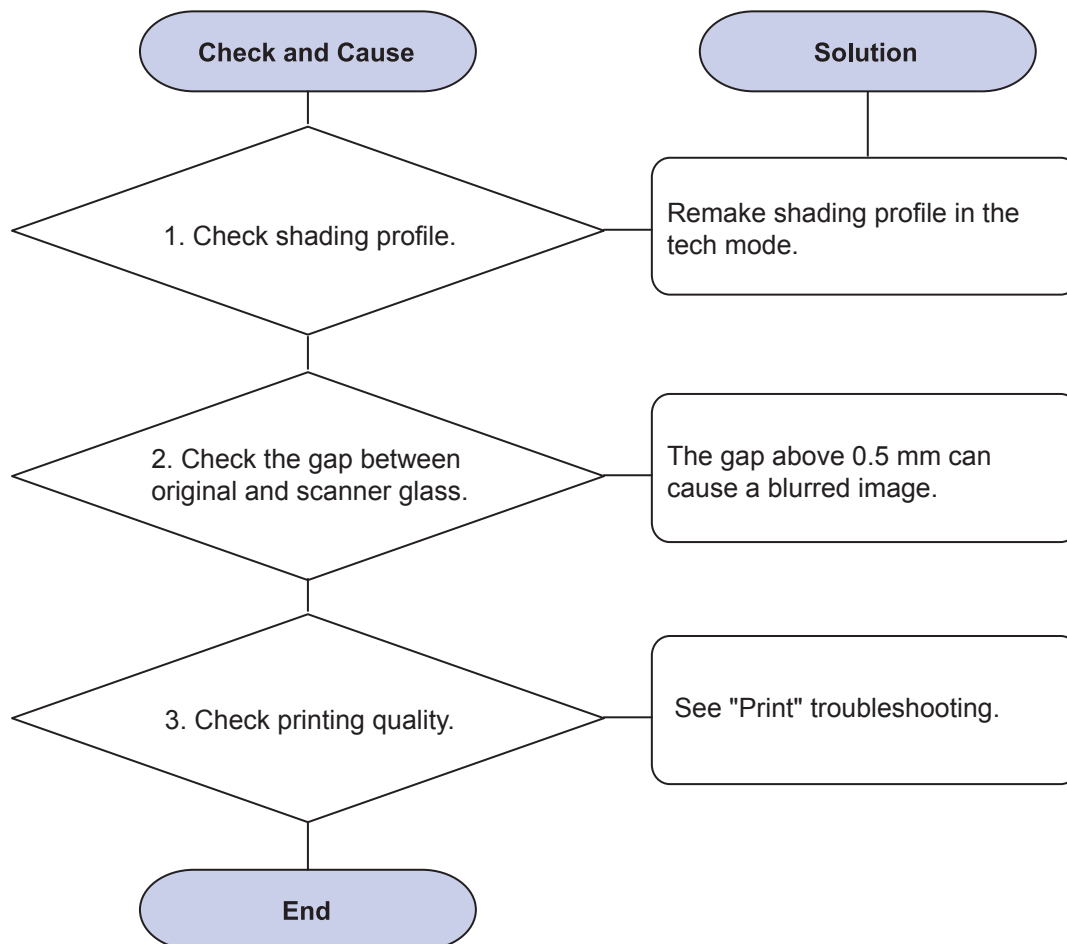 Check and Cause
Solution
1. Check shading profile.
Remake shading profile in the
tech mode.
2. Check the gap between
original and scanner glass.
The gap above 0.5 mm can
cause a blurred image.
3. Check printing quality.
See "Print" troubleshooting.
End